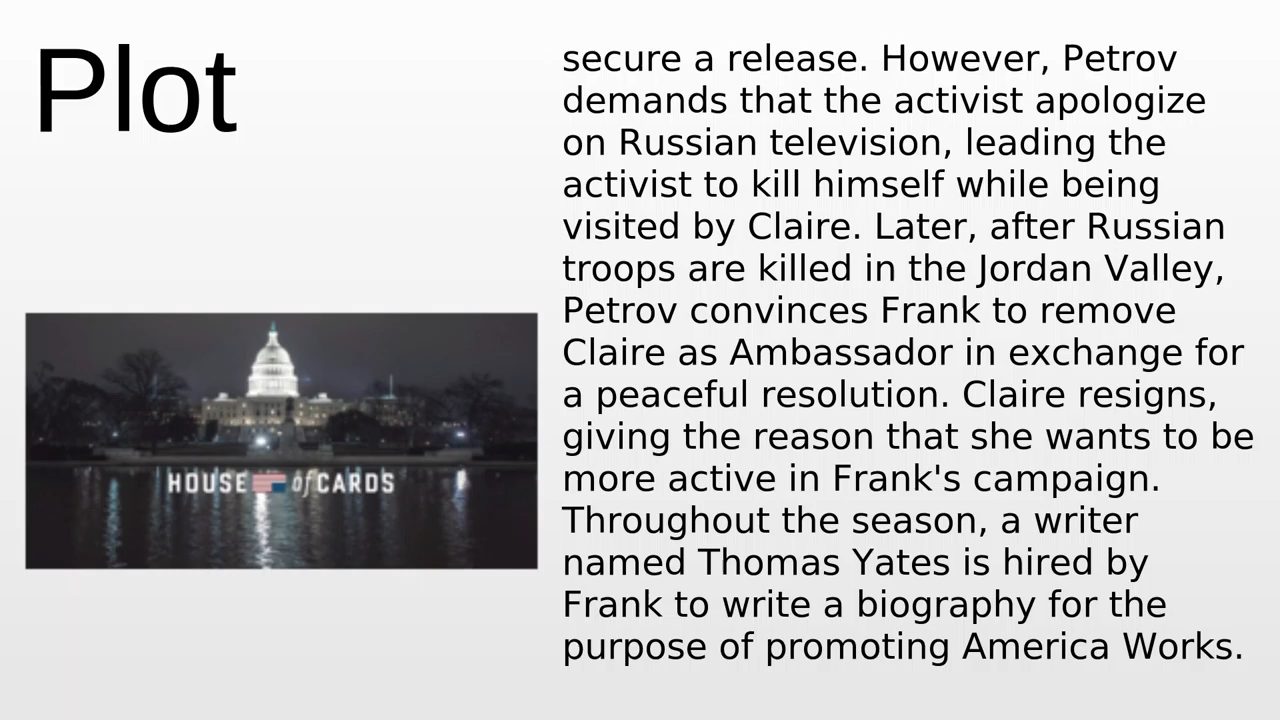 Plot
secure a release. However, Petrov
demands that the activist apologize
on Russian television, leading the
activist to kill himself while being
visited by Claire. Later, after Russian
troops are killed in the Jordan Valley,
Petrov convinces Frank to remove
Claire as Ambassador in exchange for
a peaceful resolution. Claire resigns,
giving the reason that she wants to be
more active in Frank's campaign.
Throughout the season, a writer
named Thomas Yates is hired by
Frank to write a biography for the
purpose of promoting America Works.
HOUSE of CARDS